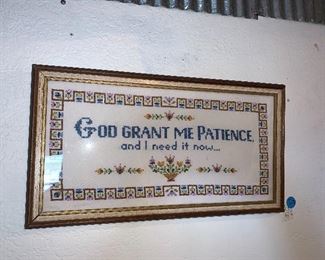 GOD GRANT ME PATIENCE,
and I need it now...